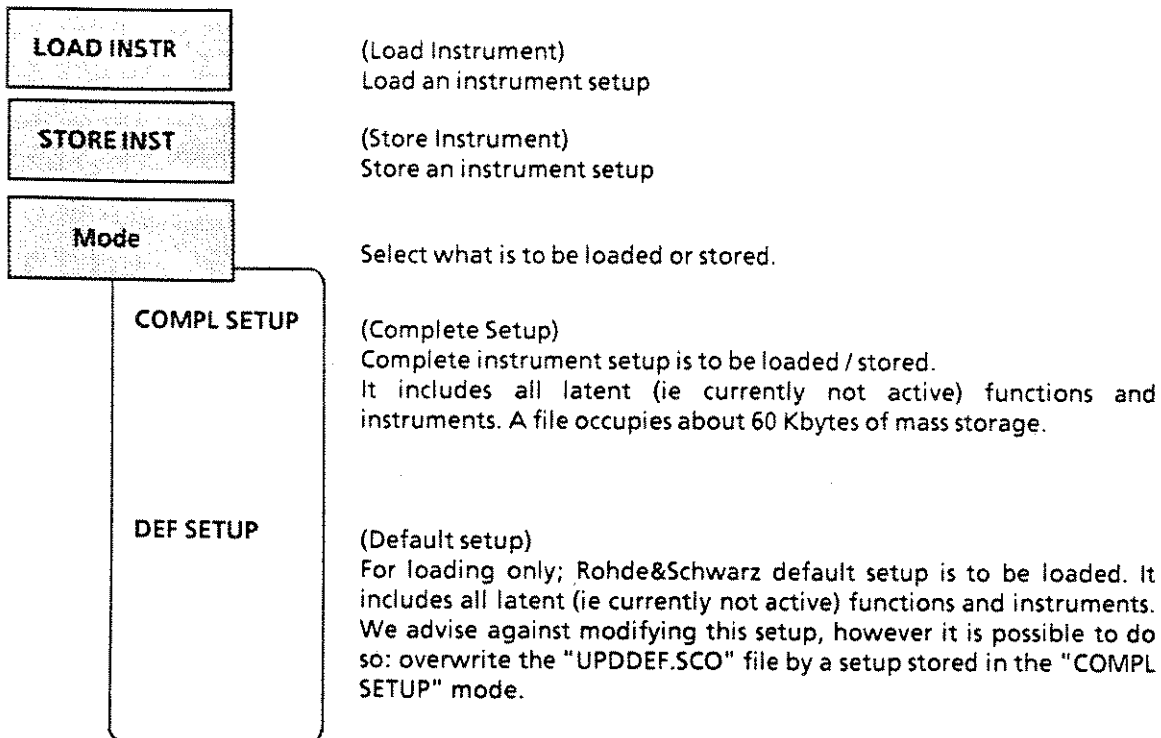 LOAD INSTR
(Load Instrument)
Load an instrument setup
STORE INST
(Store Instrument)
Store an instrument setup
Mode
Select what is to be loaded or stored.
COMPL SETUP
(Complete Setup)
Complete instrument setup is to be loaded / stored.
It includes all latent (ie currently not active) functions and
instruments. A file occupies about 60 Kbytes of mass storage.
DEF SETUP
(Default setup)
For loading only; Rohde&Schwarz default setup is to be loaded. It
includes all latent (ie currently not active) functions and instruments.
We advise against modifying this setup, however it is possible to do
so: overwrite the "UPDDEF.SCO" file by a setup stored in the "COMPL
SETUP" mode.